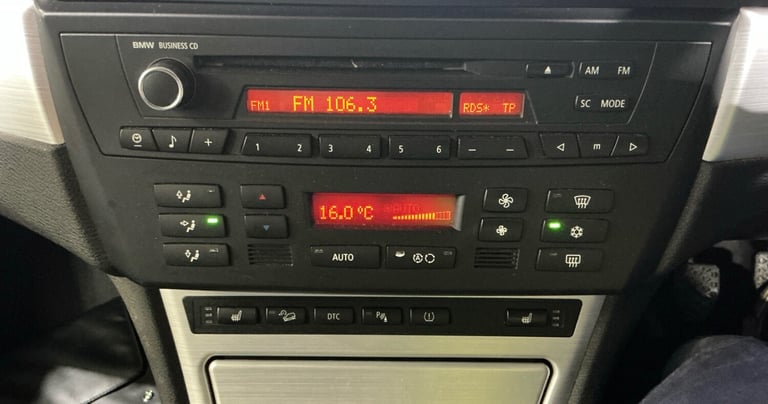 BMW BUSINESS CD
AM FM
FM1 FM 106.3 RDS* TP
SC MODE
1 2 3 4 5 6 m
16.0 °C AUTO
AUTO
DTC P